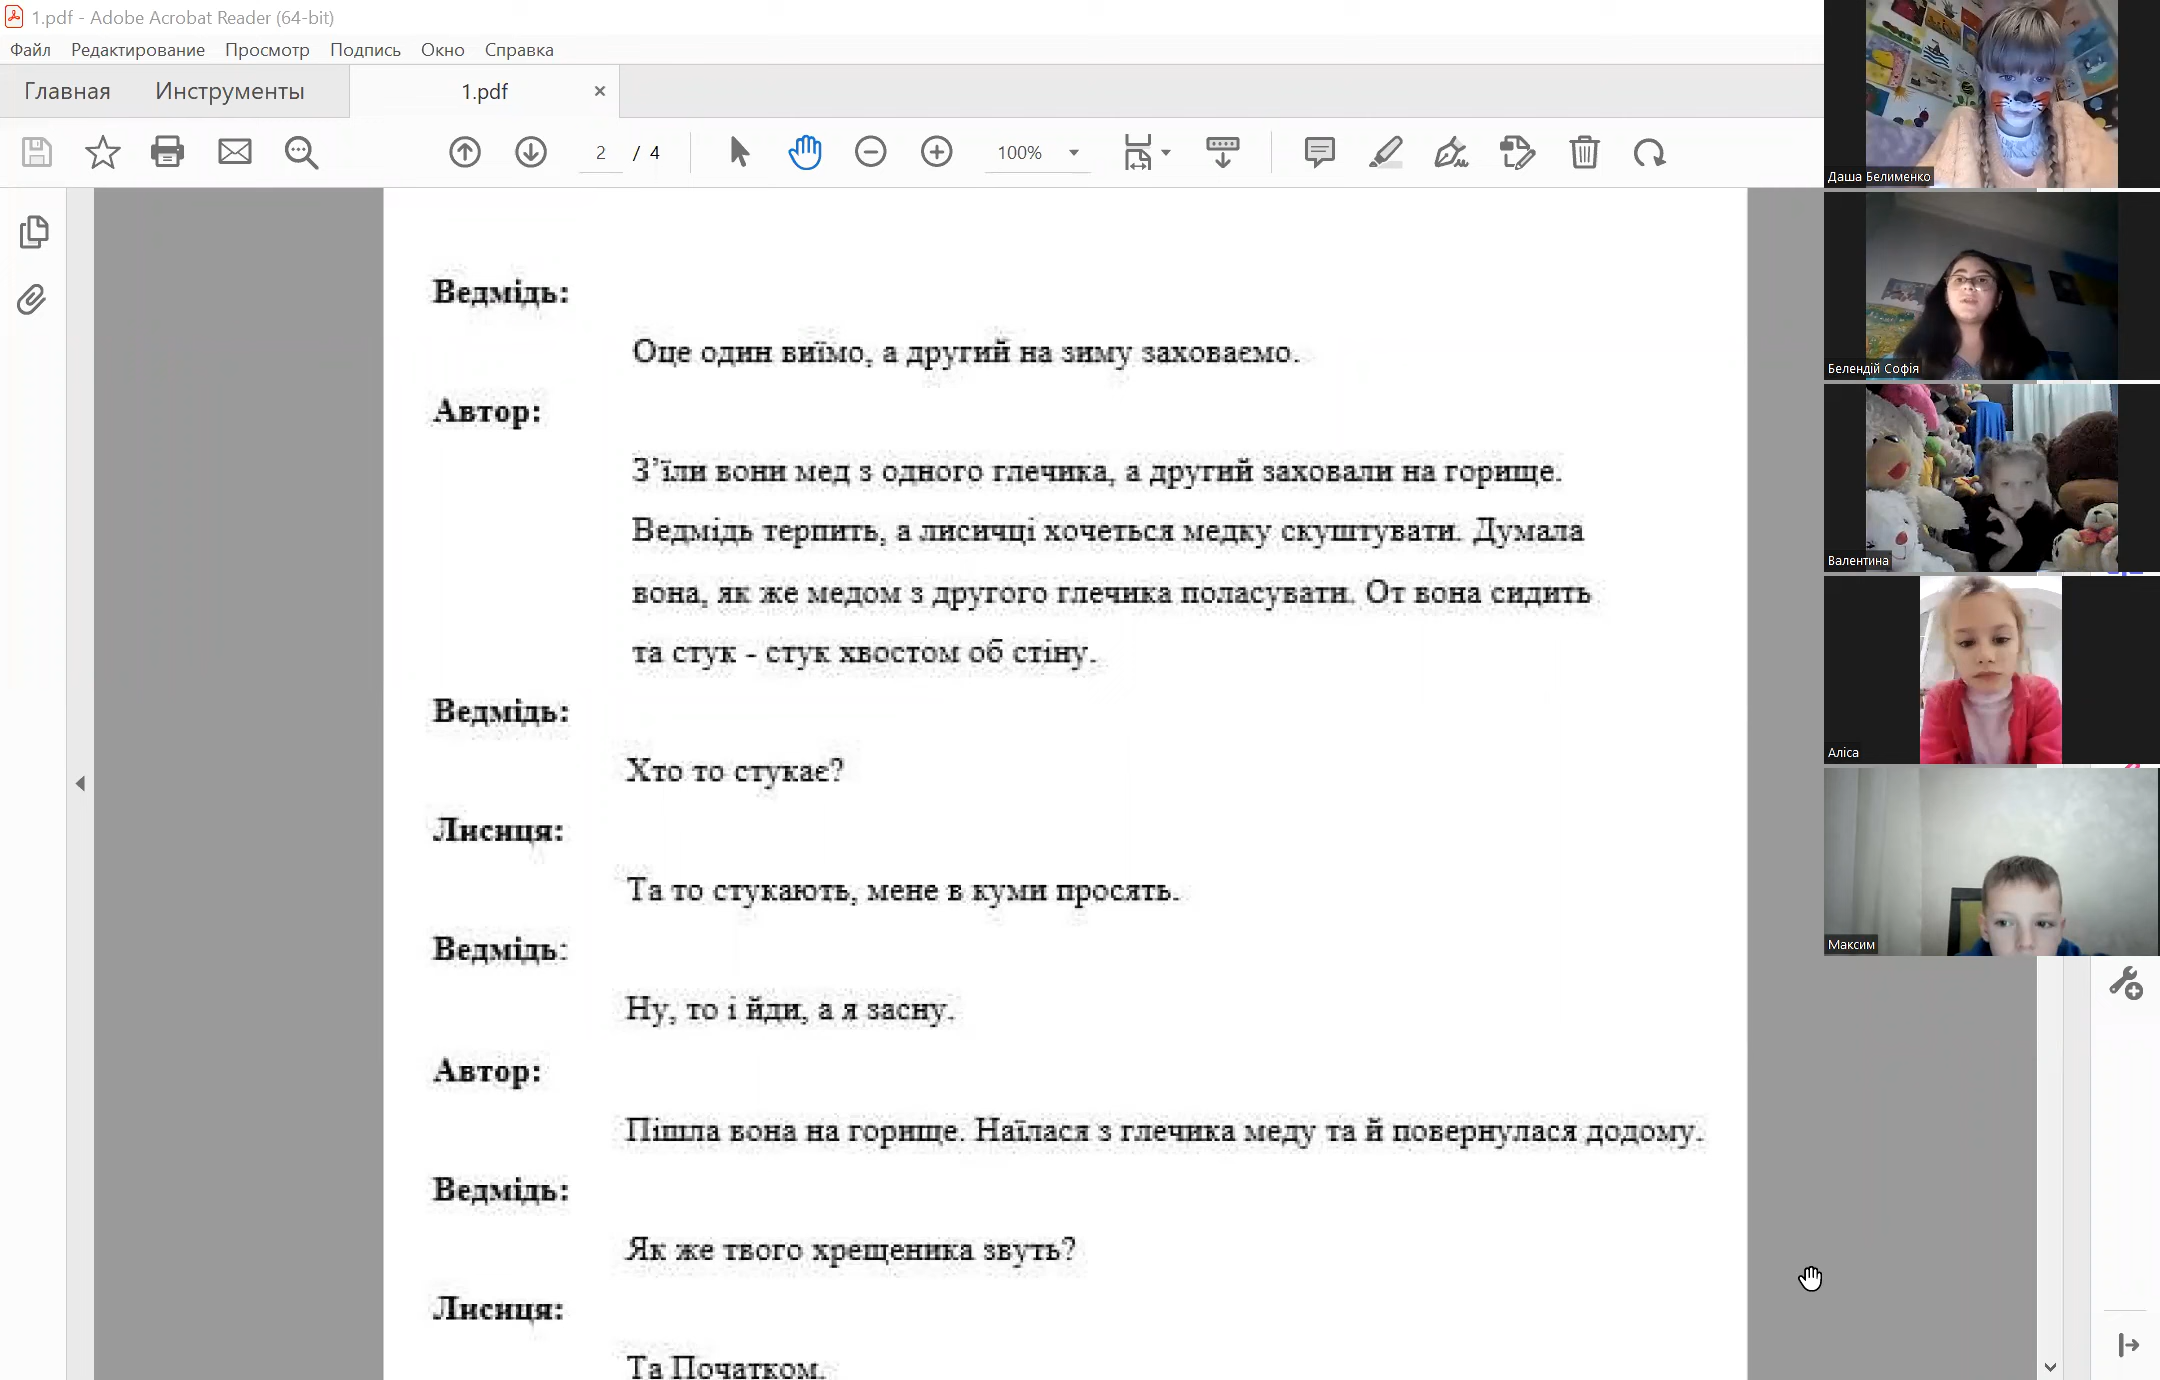 1.pdf - Adobe Acrobat Reader (64-bit)
Файл Редактирование Просмотр Подпись Окно Справка
Главная Инструменты 1.pdf
2 / 4 100%
Ведмідь:
Оце один виїмо, а другий на зиму заховаємо.
Автор:
З’їли вони мед з одного глечика, а другий заховали на горище.
Ведмідь терпить, а лисичці хочеться медку скуштувати. Думала
вона, як же медом з другого глечика поласувати. От вона сидить
та стук - стук хвостом об стіну.
Ведмідь:
Хто то стукає?
Лисиця:
Та то стукають, мене в куми просять.
Ведмідь:
Ну, то і йди, а я засну.
Автор:
Пішла вона на горище. Наїлася з глечика меду та й повернулася додому.
Ведмідь:
Як же твого хрещеника звуть?
Лисиця:
Та Початком.
Даша Белименко
Белендій Софія
Валентина
Аліса
Максим